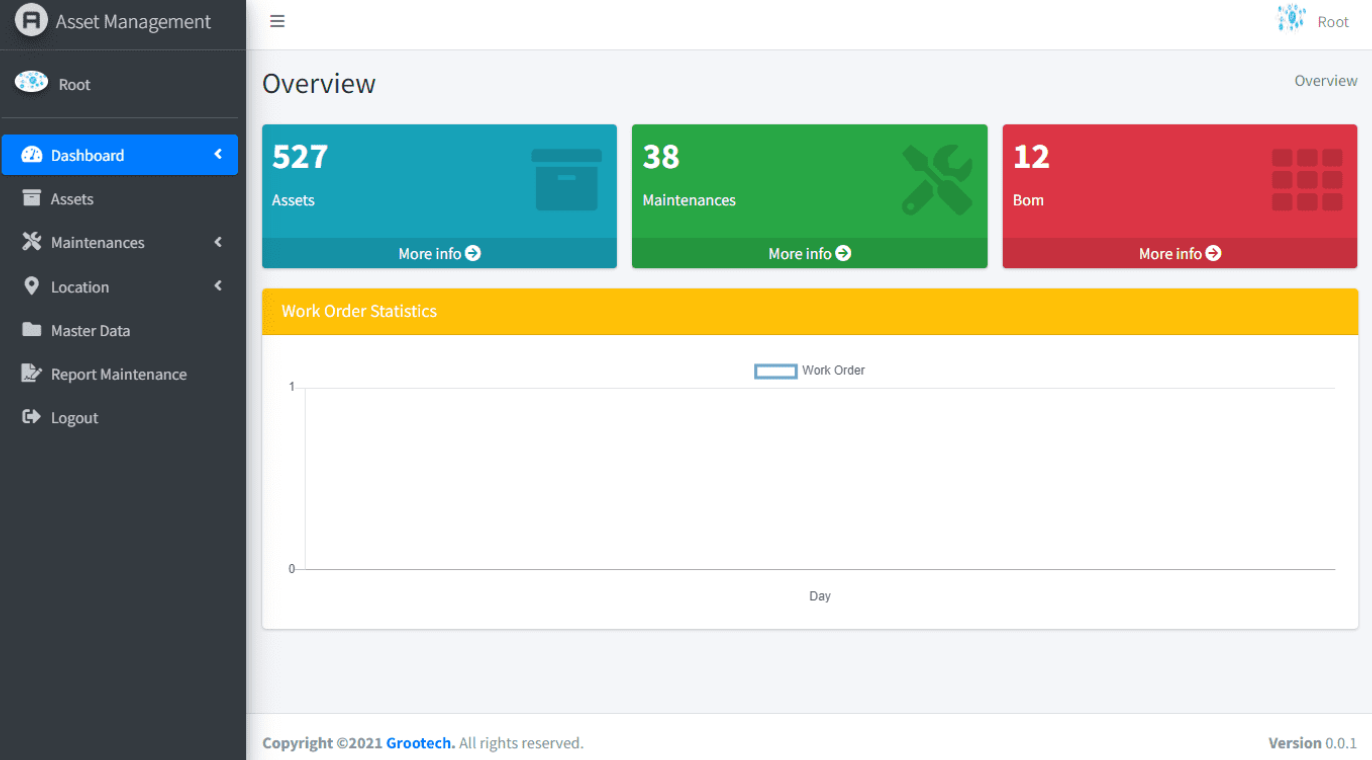 Asset Management
Root
Root
Dashboard
Assets
Maintenances
Location
Master Data
Report Maintenance
Logout
Overview
Overview
527
Assets
More info
38
Maintenances
More info
12
Bom
More info
Work Order Statistics
Work Order
1
0
Day
Copyright ©2021 Grootech. All rights reserved.
Version 0.0.1